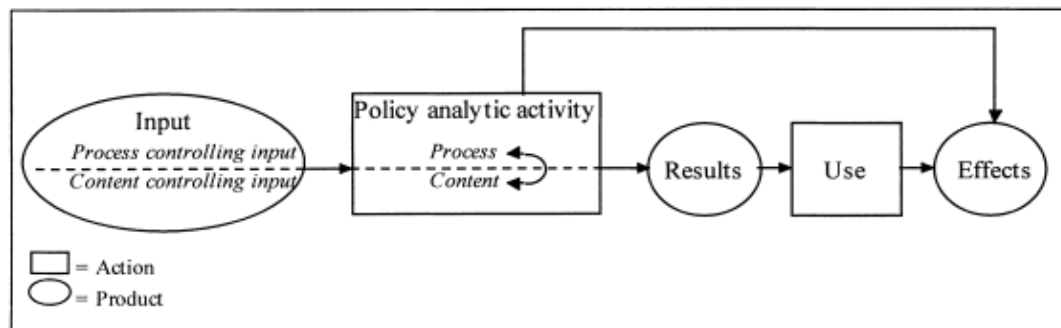 Input
Process controlling input
Content controlling input
Policy analytic activity
Process
Content
Results
Use
Effects
= Action
= Product